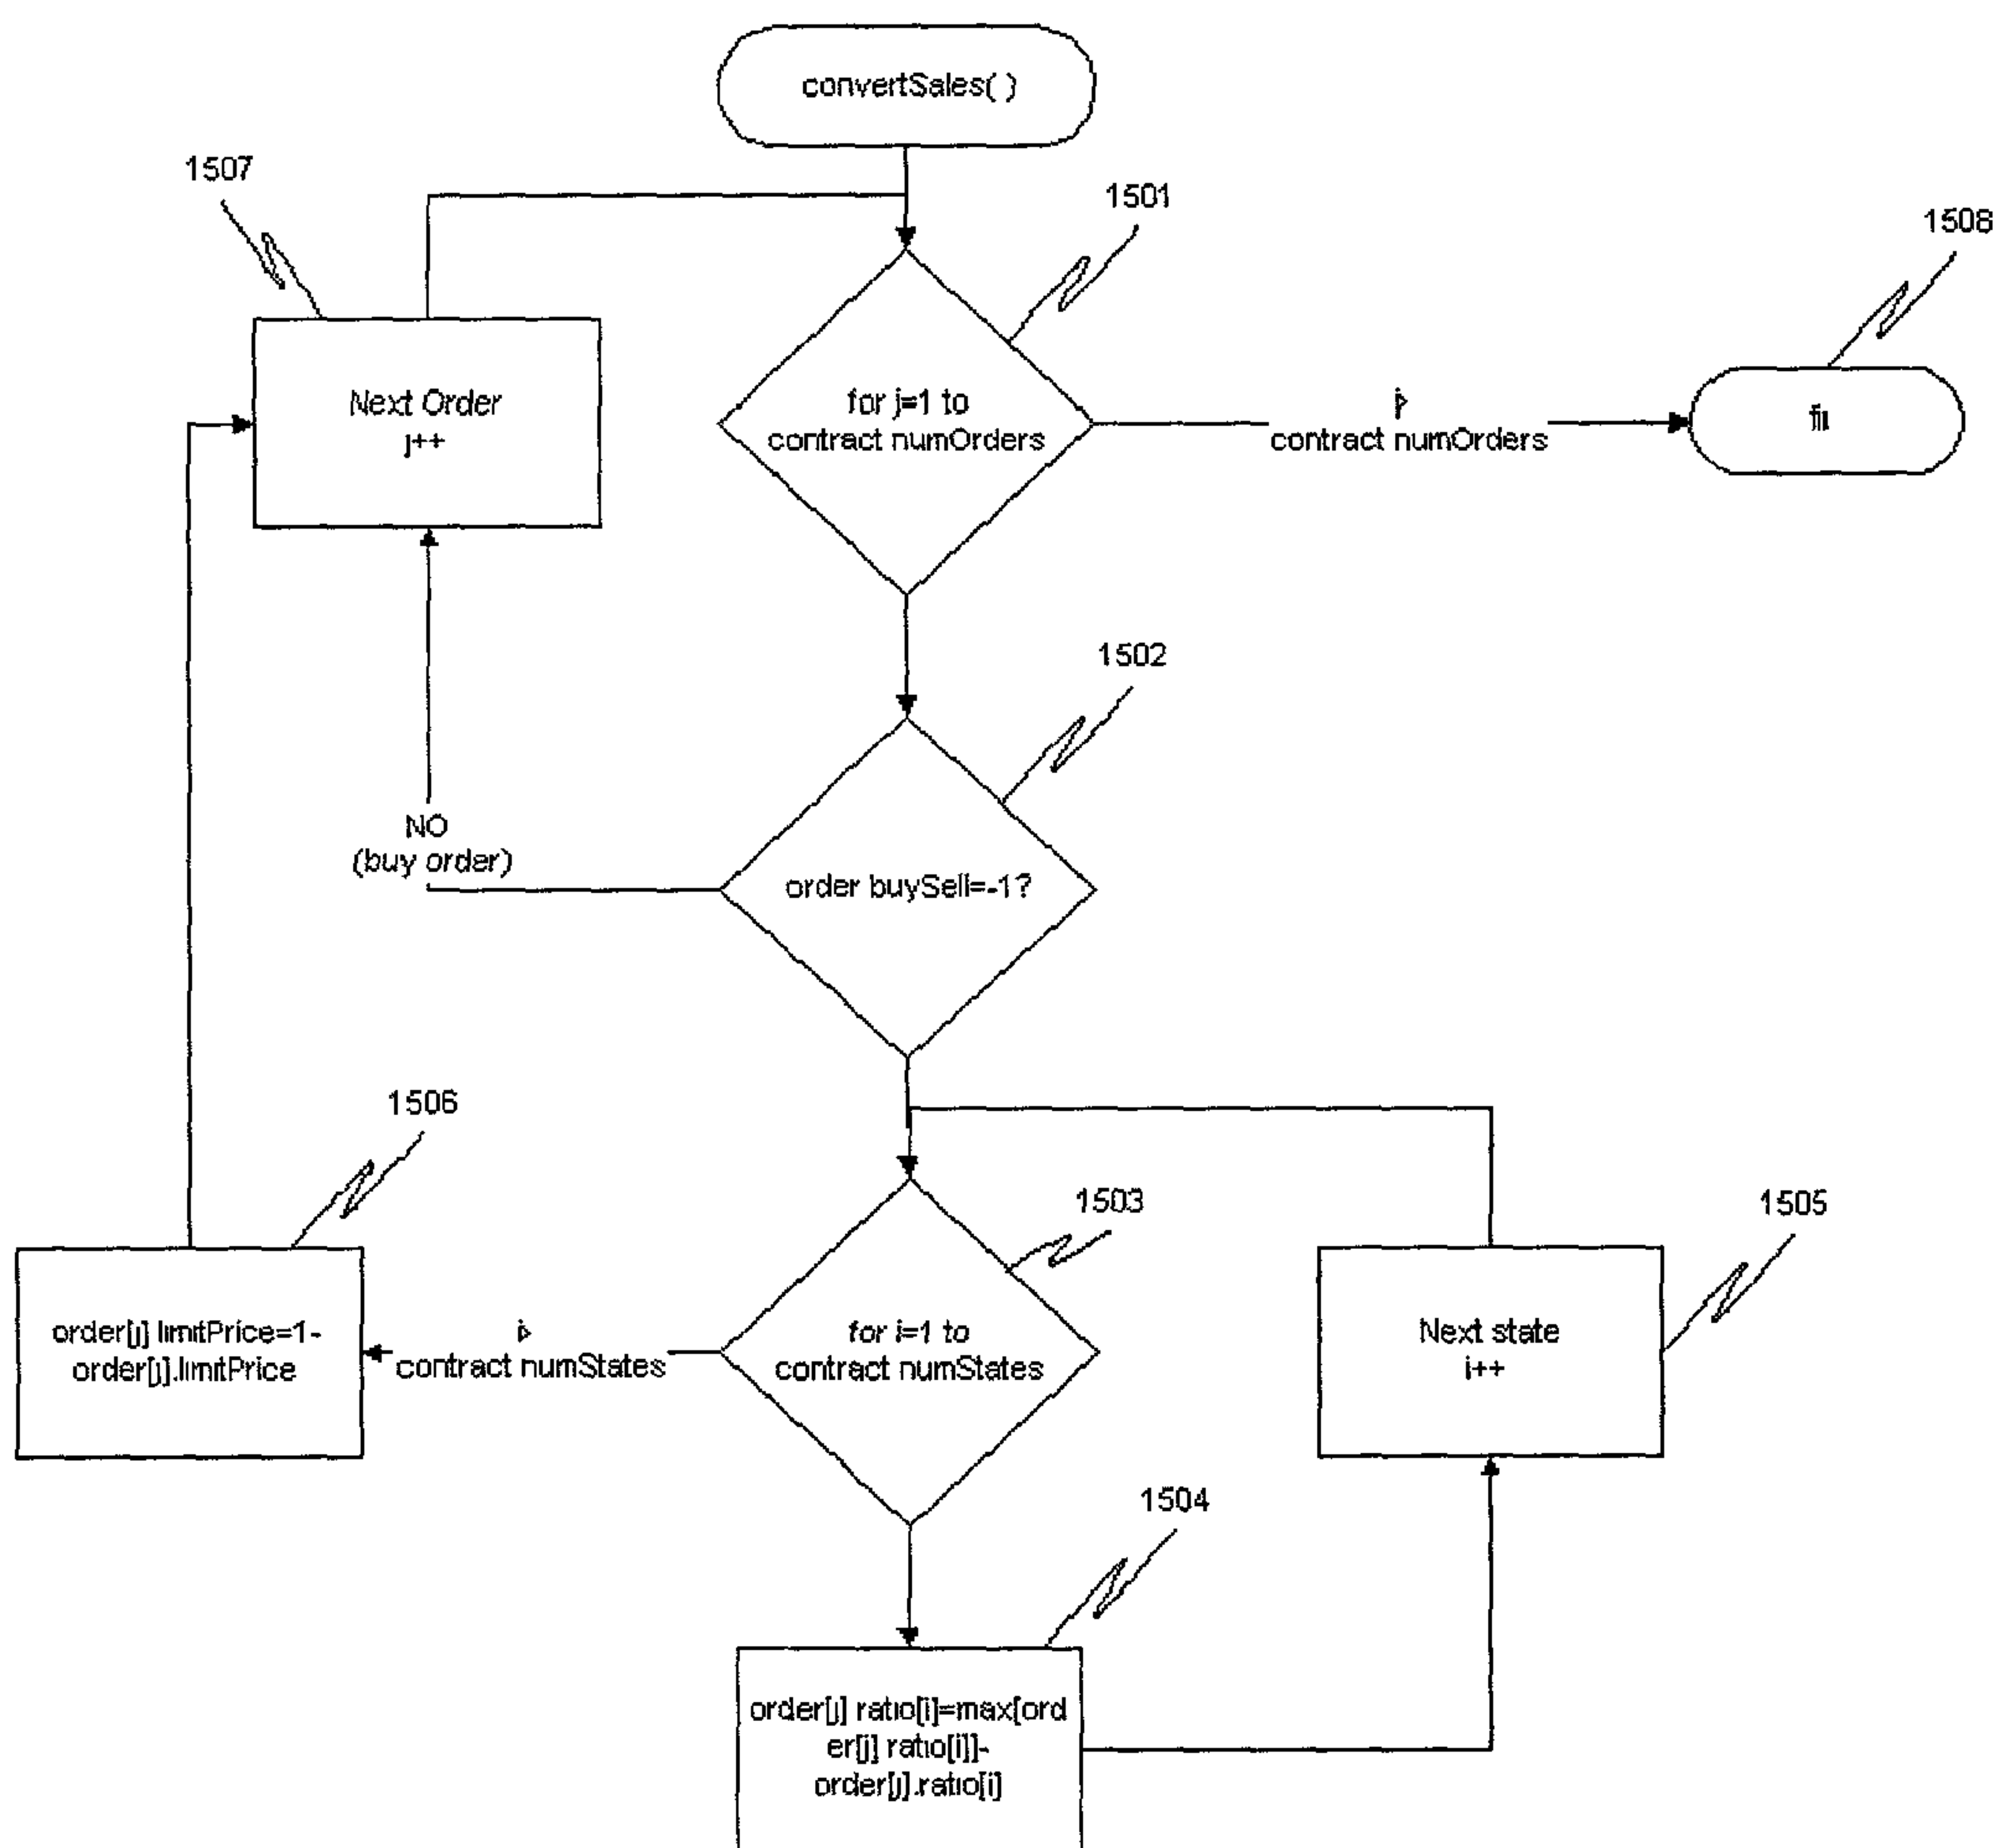 convertSales( )
1507
1501
1508
Next Order
j++
for j=1 to
contract numOrders
j>
contract numOrders
fin
1502
NO
(buy order)
order buySell=-1?
1506
1503
1505
order[j] limitPrice=1-
order[j].limitPrice
i>
contract numStates
for i=1 to
contract numStates
Next state
i++
1504
order[j] ratio[i]=max[ord
er[j] ratio[i]]-
order[j].ratio[i]